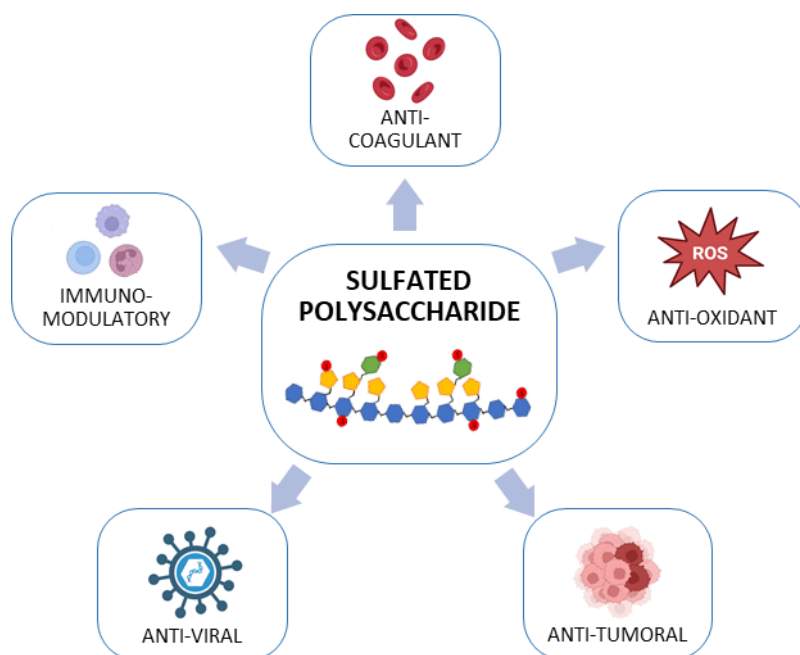 ANTI-
COAGULANT
IMMUNO-
MODULATORY
ROS
ANTI-OXIDANT
SULFATED
POLYSACCHARIDE
ANTI-VIRAL
ANTI-TUMORAL